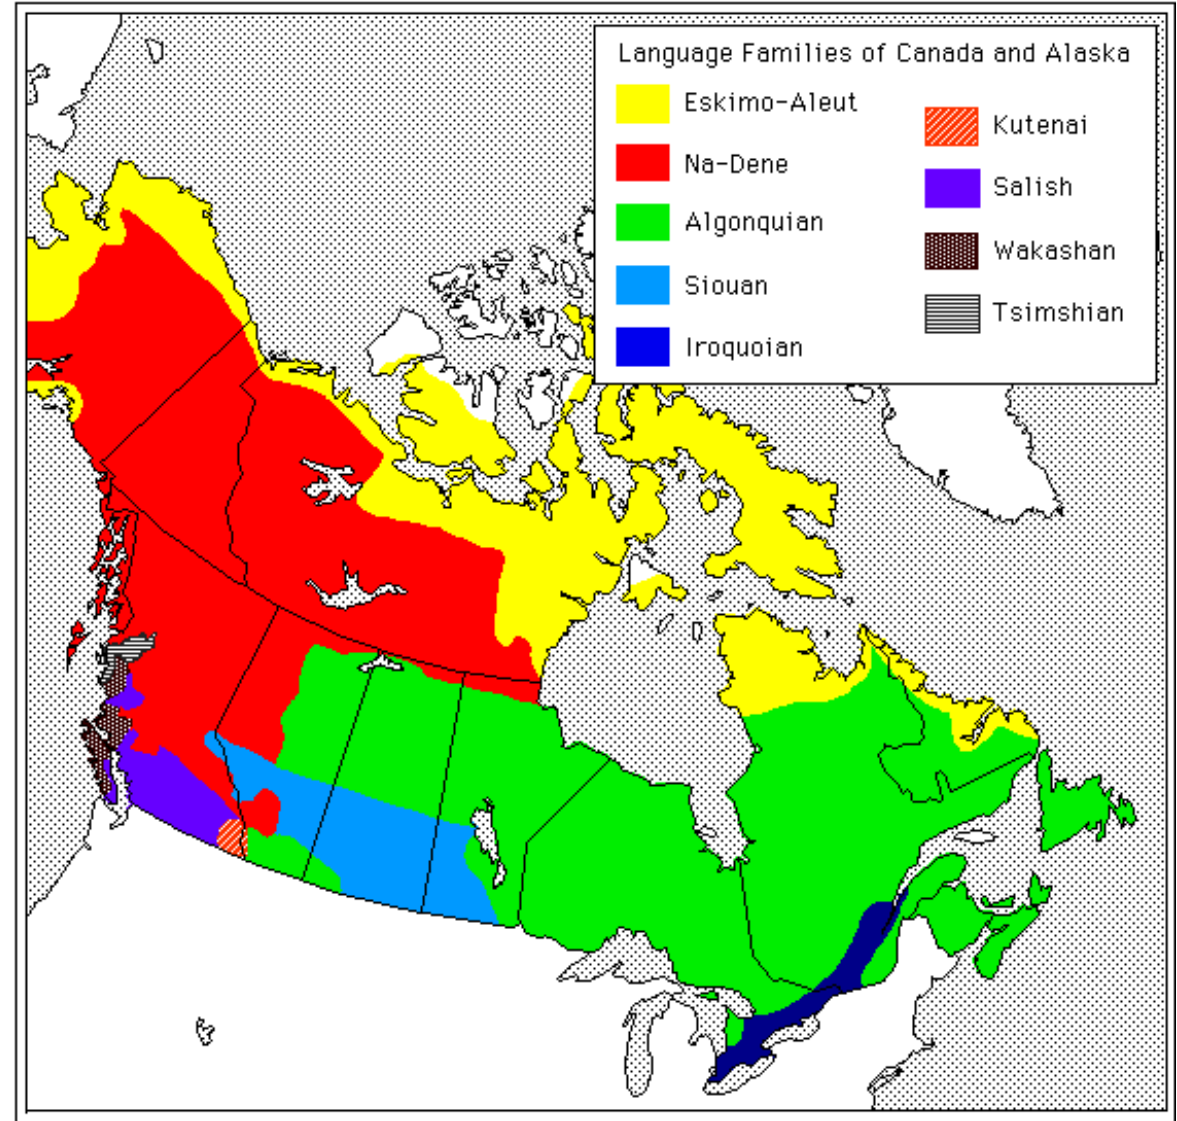 Language Families of Canada and Alaska
Eskimo-Aleut
Na-Dene
Algonquian
Siouan
Iroquoian
Kutenai
Salish
Wakashan
Tsimshian